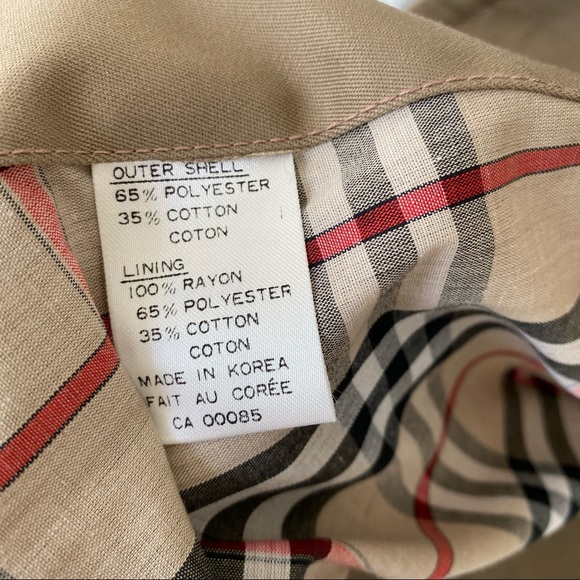 OUTER SHELL
65% POLYESTER
35% COTTON
COTON
LINING
100% RAYON
65% POLYESTER
35% COTTON
COTON
MADE IN KOREA
FAIT AU CORÉE
CA 00085